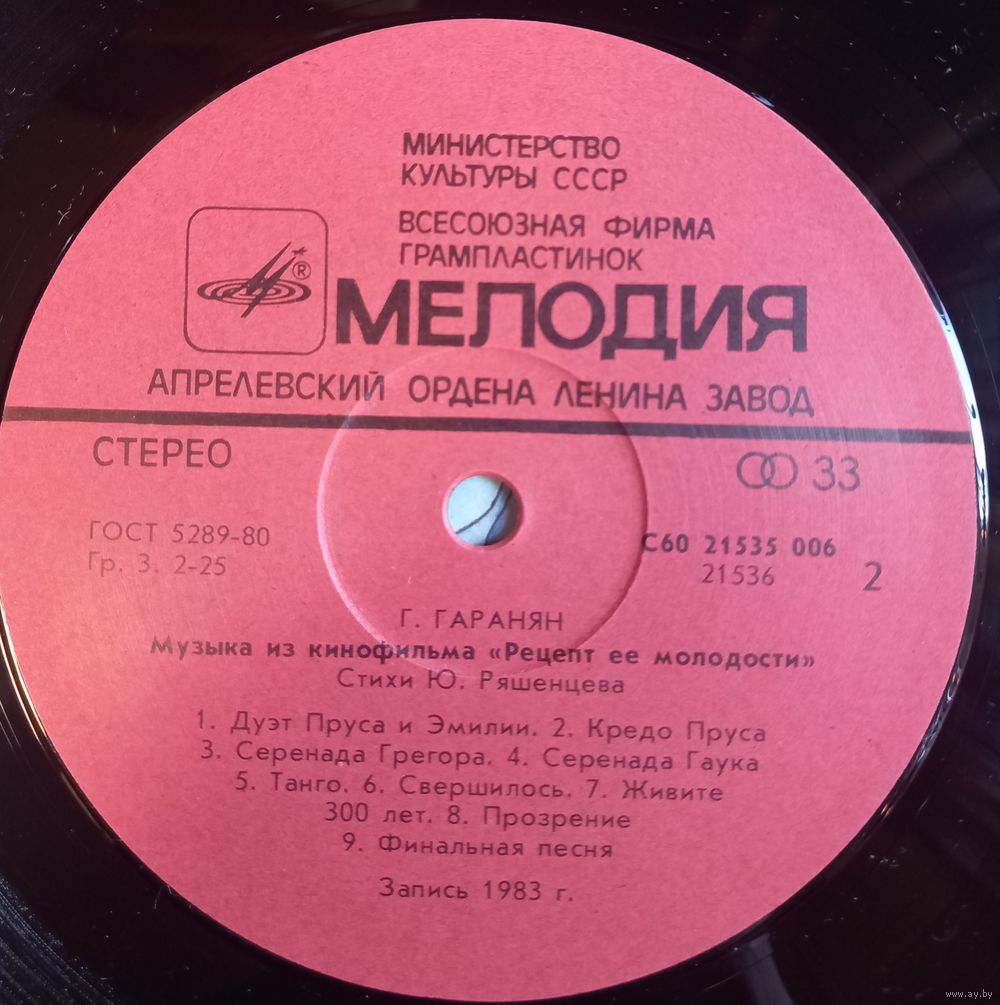 МИНИСТЕРСТВО
КУЛЬТУРЫ СССР
ВСЕСОЮЗНАЯ ФИРМА
ГРАМПЛАСТИНОК
®
МЕЛОДИЯ
АПРЕЛЕВСКИЙ ОРДЕНА ЛЕНИНА ЗАВОД
СТЕРЕО
33
ГОСТ 5289-80
Гр. 3. 2-25
С60 21535 006
21536
2
Г. ГАРАНЯН
Музыка из кинофильма «Рецепт ее молодости»
Стихи Ю. Ряшенцева
1. Дуэт Пруса и Эмилии. 2. Кредо Пруса
3. Серенада Грегора. 4. Серенада Гаука
5. Танго. 6. Свершилось. 7. Живите
300 лет. 8. Прозрение
9. Финальная песня
Запись 1983 г.
www.ay.by